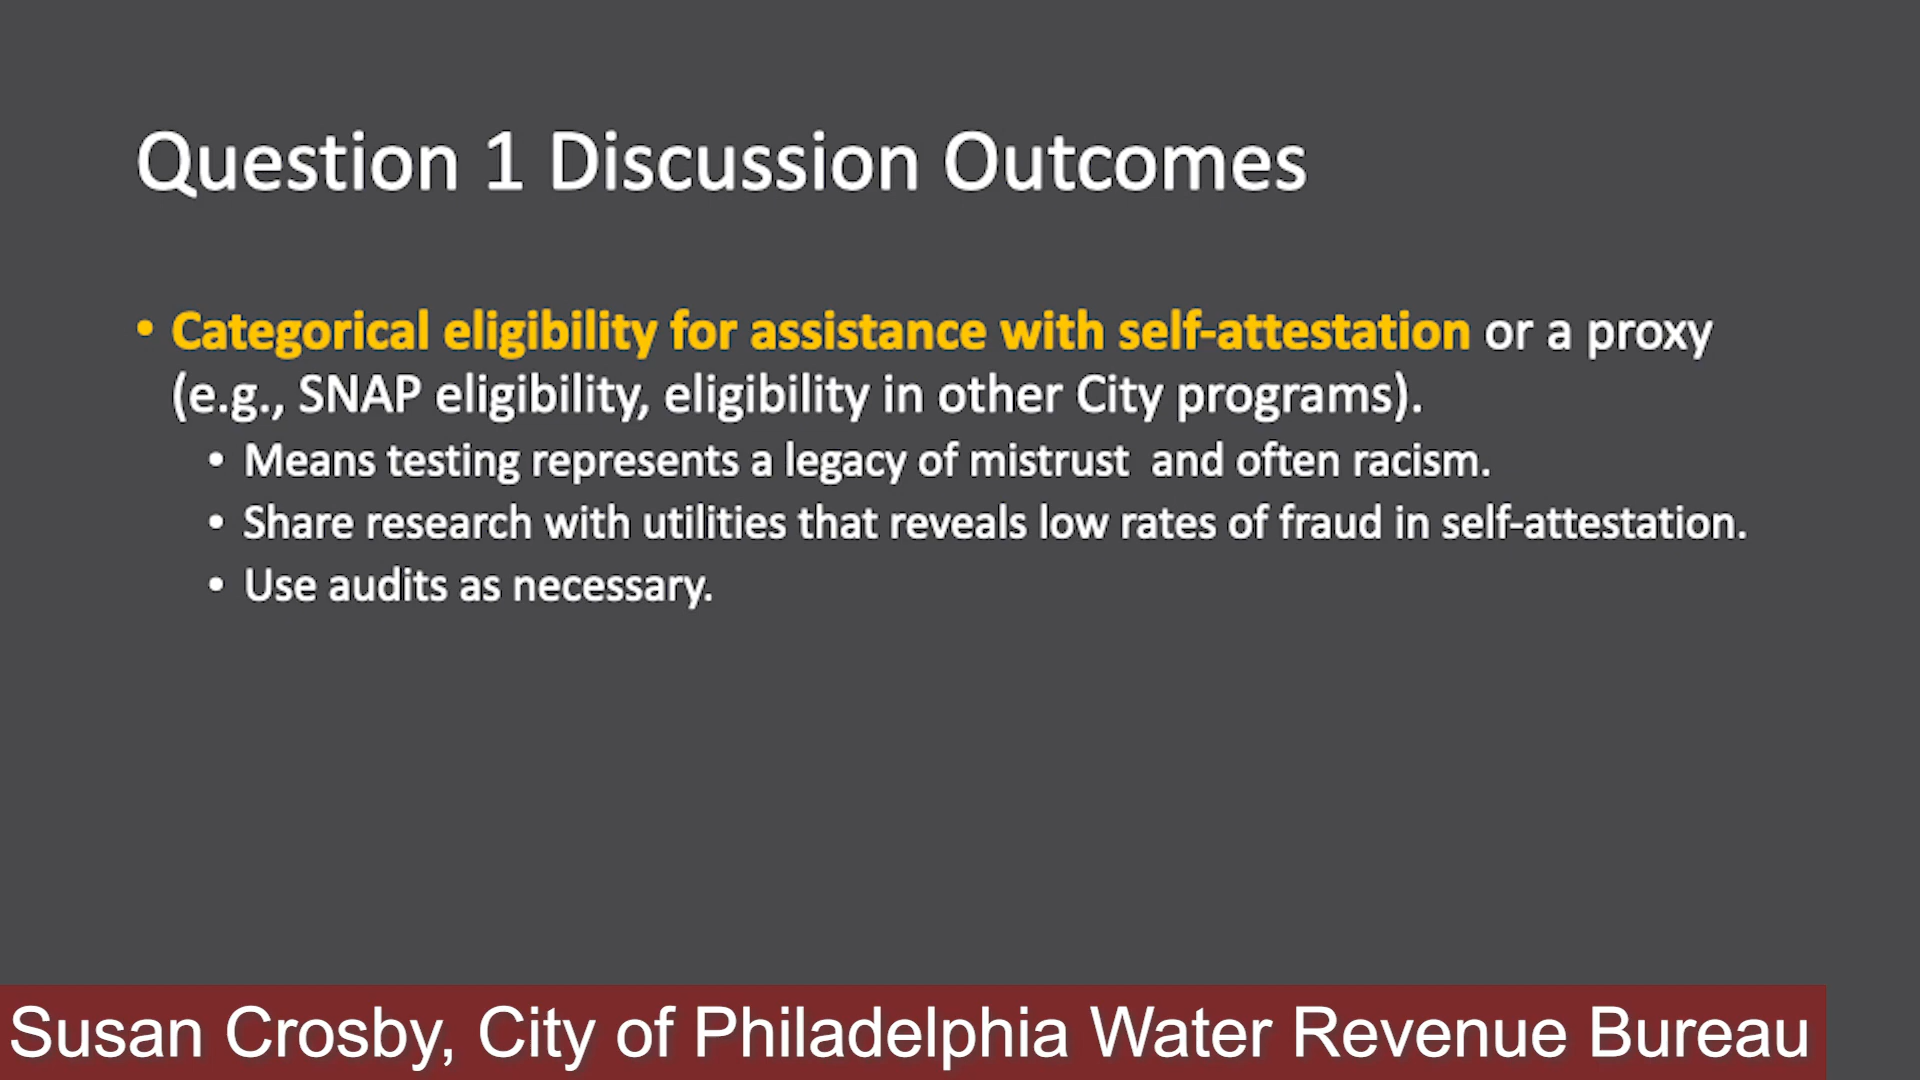 Question 1 Discussion Outcomes
• Categorical eligibility for assistance with self-attestation or a proxy
(e.g., SNAP eligibility, eligibility in other City programs).
• Means testing represents a legacy of mistrust  and often racism.
• Share research with utilities that reveals low rates of fraud in self-attestation.
• Use audits as necessary.
Susan Crosby, City of Philadelphia Water Revenue Bureau